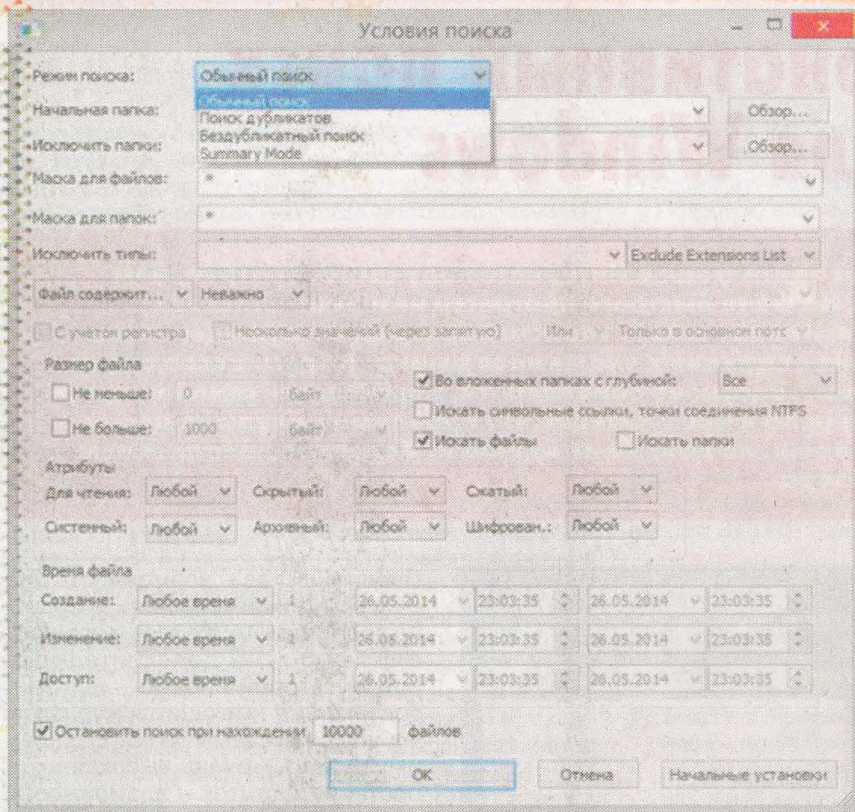 Условия поиска
Режим поиска: Обычный поиск
Обычный поиск
Начальная папка: Обзор...
Поиск дубликатов
Бездубликатный поиск
Исключить папки: Обзор...
Summary Mode
Маска для файлов: *
Маска для папок: *
Исключить типы: Exclude Extensions List
Файл содержит... Неважно
С учётом регистра Несколько значений (через запятую) Или Только в основном пото
Размер файла
Не меньше: 0 байт
Во вложенных папках с глубиной: Все
Искать символьные ссылки, точки соединения NTFS
Не больше: 1000 байт
Искать файлы Искать папки
Атрибуты
Для чтения: Любой Скрытый: Любой Сжатый: Любой
Системный: Любой Архивный: Любой Шифрован.: Любой
Время файла
Создание: Любое время 1 26.05.2014 23:03:35 26.05.2014 23:03:35
Изменение: Любое время 1 26.05.2014 23:03:35 26.05.2014 23:03:35
Доступ: Любое время 1 26.05.2014 23:03:35 26.05.2014 23:03:35
Остановить поиск при нахождении 10000 файлов
OK Отмена Начальные установки